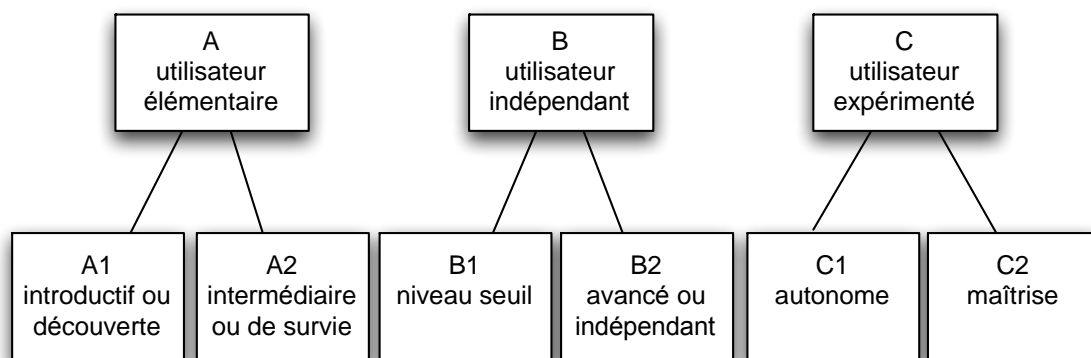 A
utilisateur
élémentaire
B
utilisateur
indépendant
C
utilisateur
expérimenté
A1
introductif ou
découverte
A2
intermédiaire
ou de survie
B1
niveau seuil
B2
avancé ou
indépendant
C1
autonome
C2
maîtrise